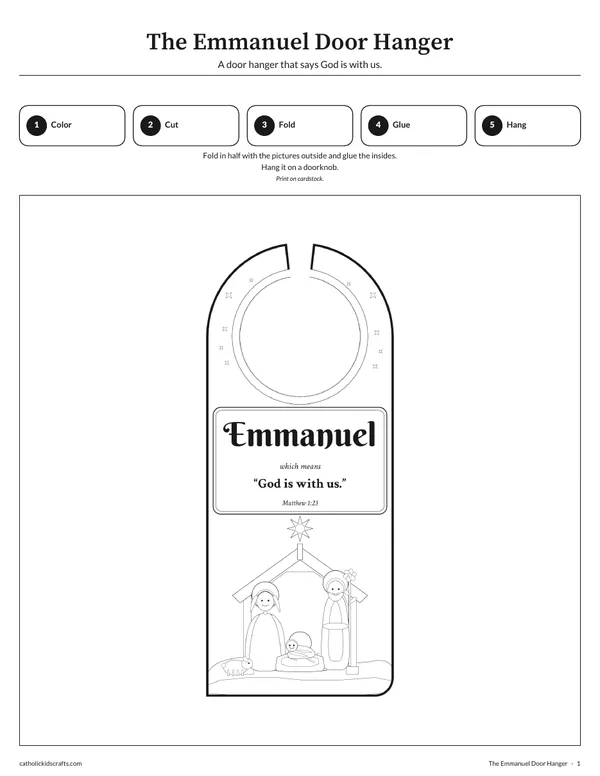 The Emmanuel Door Hanger
A door hanger that says God is with us.
1 Color
2 Cut
3 Fold
4 Glue
5 Hang
Fold in half with the pictures outside and glue the insides.
Hang it on a doorknob.
Print on cardstock.
Emmanuel
which means
“God is with us.”
Matthew 1:23
catholickidscrafts.com
The Emmanuel Door Hanger · 1